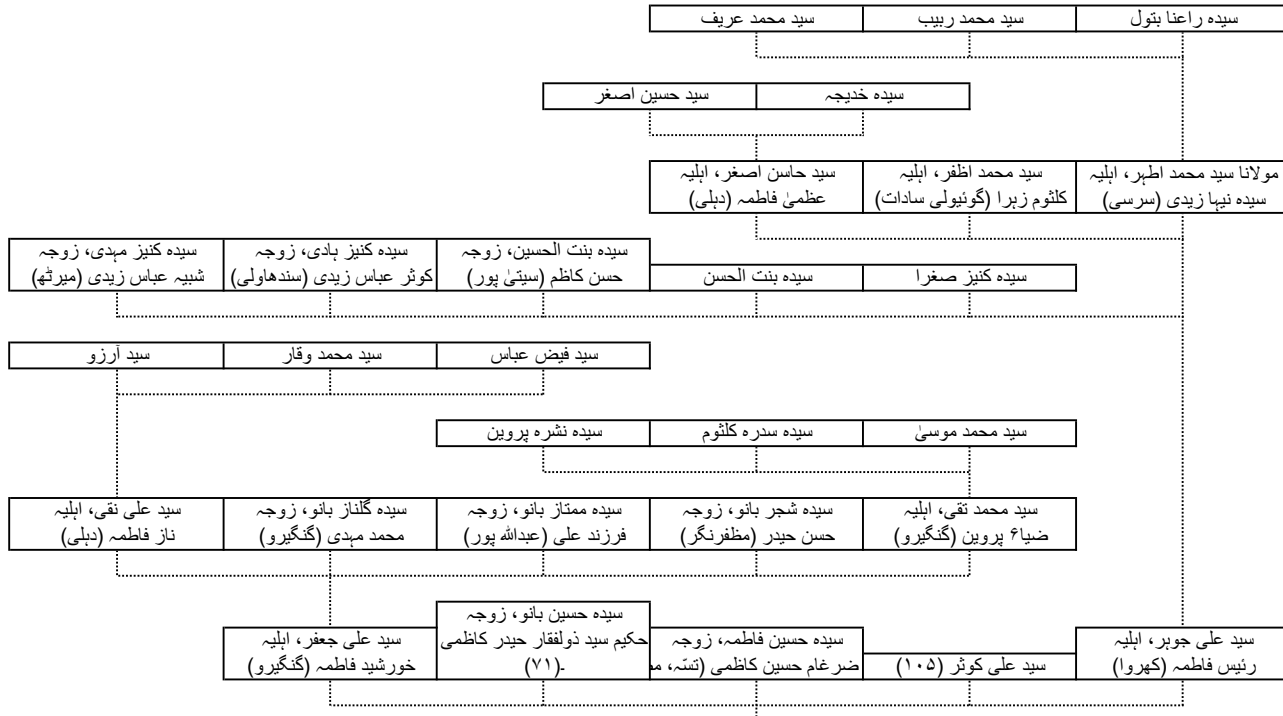 سیدہ راعنا بتول
سید محمد ربیب
سید محمد عریف
سیدہ خدیجہ
سید حسین اصغر
مولانا سید محمد اطہر، اہلیہ
سیدہ نیہا زیدی (سرسی)
سید محمد اظفر، اہلیہ
کلثوم زہرا (گوئیولی سادات)
سید حاسن اصغر، اہلیہ
عظمیٰ فاطمہ (دہلی)
سیدہ کنیز صغرا
سیدہ بنت الحسن
سیدہ بنت الحسین، زوجہ
حسن کاظم (سیتیٰ پور)
سیدہ کنیز ہادی، زوجہ
کوثر عباس زیدی (سندھاولی)
سیدہ کنیز مہدی، زوجہ
شبیہ عباس زیدی (میرٹھ)
سید فیض عباس
سید محمد وقار
سید آرزو
سید محمد موسیٰ
سیدہ سدرہ کلثوم
سیدہ نشرہ پروین
سید محمد تقی، اہلیہ
ضیا۶ پروین (گنگیرو)
سیدہ شجر بانو، زوجہ
حسن حیدر (مظفرنگر)
سیدہ ممتاز بانو، زوجہ
فرزند علی (عبداللہ پور)
سیدہ گلناز بانو، زوجہ
محمد مہدی (گنگیرو)
سید علی نقی، اہلیہ
ناز فاطمہ (دہلی)
سید علی جوہر، اہلیہ
رئیس فاطمہ (کھروا)
سید علی کوثر (۱۰۵)
سیدہ حسین فاطمہ، زوجہ
ضرغام حسین کاظمی (تسّہ،
سیدہ حسین بانو، زوجہ
حکیم سید ذولفقار حیدر کاظمی
۔(۷۱)
سید علی جعفر، اہلیہ
خورشید فاطمہ (گنگیرو)